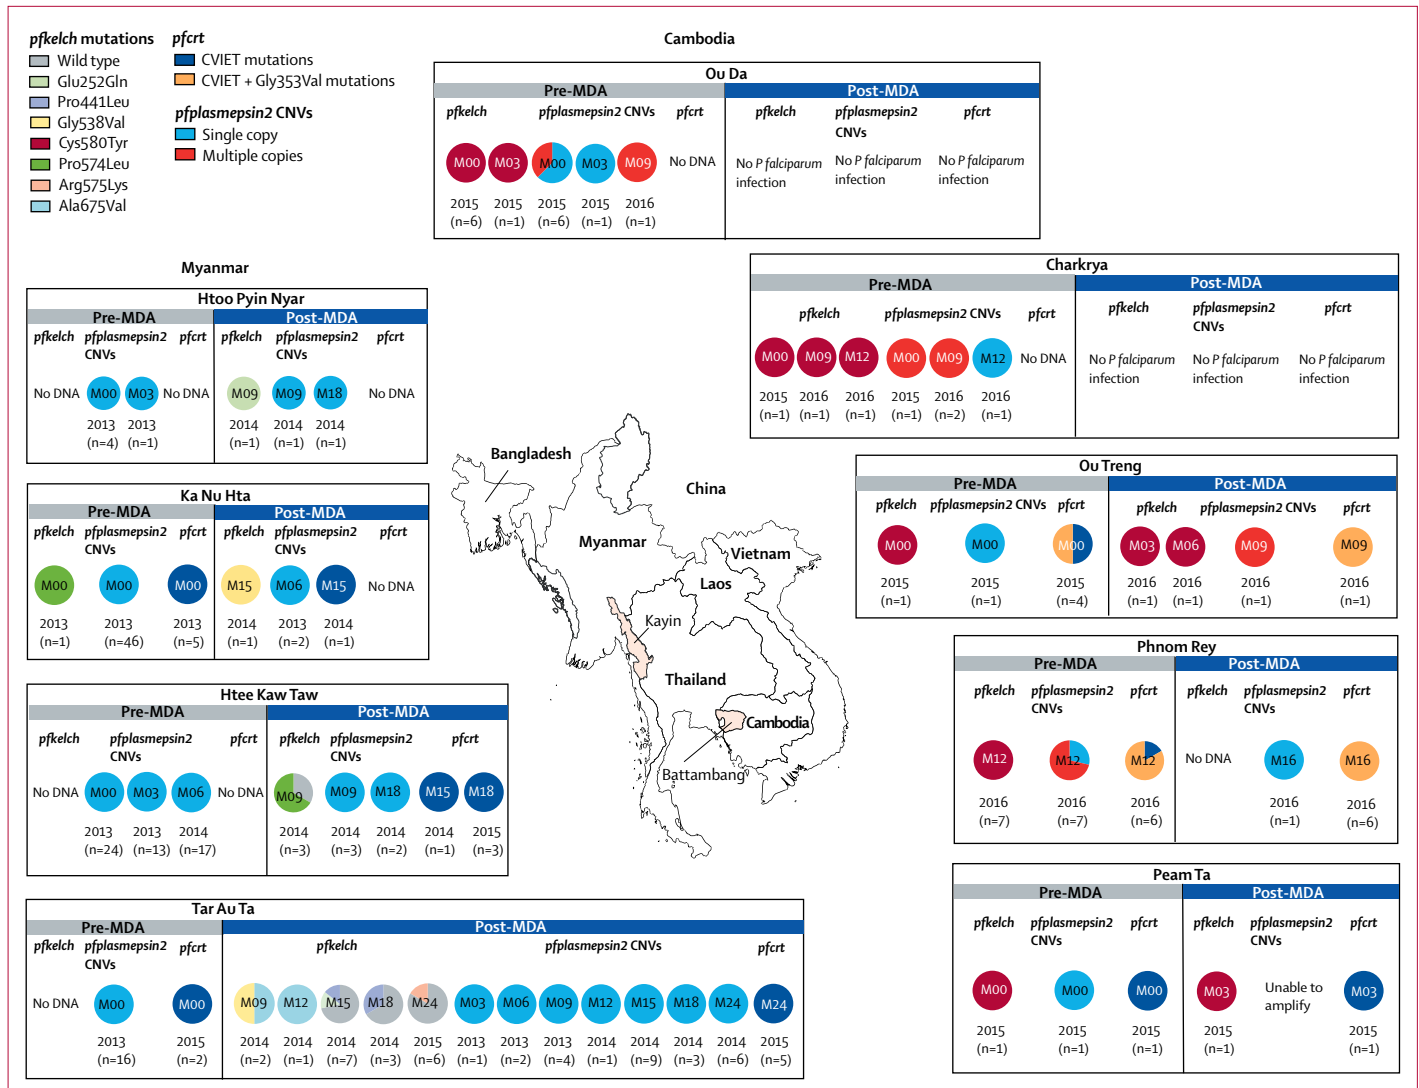 pfkelch mutations
Wild type
Glu252Gln
Pro441Leu
Gly538Val
Cys580Tyr
Pro574Leu
Arg575Lys
Ala675Val
pfcrt
CVIET mutations
CVIET + Gly353Val mutations
pfplasmepsin2 CNVs
Single copy
Multiple copies
Cambodia
Ou Da
Pre-MDA Post-MDA
pfkelch pfplasmepsin2 CNVs pfcrt pfkelch pfplasmepsin2 pfcrt
CNVs
M00 M03 M00 M03 M09 No DNA No P falciparum No P falciparum No P falciparum
infection infection infection
2015 2015 2015 2015 2016
(n=6) (n=1) (n=6) (n=1) (n=1)
Charkrya
Pre-MDA Post-MDA
pfkelch pfplasmepsin2 CNVs pfcrt pfkelch pfplasmepsin2 pfcrt
CNVs
M00 M09 M12 M00 M09 M12 No DNA No P falciparum No P falciparum No P falciparum
infection infection infection
2015 2016 2016 2015 2016 2016
(n=1) (n=1) (n=1) (n=1) (n=2) (n=1)
Myanmar
Htoo Pyin Nyar
Pre-MDA Post-MDA
pfkelch pfplasmepsin2 pfcrt pfkelch pfplasmepsin2 pfcrt
CNVs CNVs
No DNA M00 M03 No DNA M09 M09 M18 No DNA
2013 2013 2014 2014 2014
(n=4) (n=1) (n=1) (n=1) (n=1)
Ka Nu Hta
Pre-MDA Post-MDA
pfkelch pfplasmepsin2 pfcrt pfkelch pfplasmepsin2 pfcrt
CNVs CNVs
M00 M00 M00 M15 M06 M15 No DNA
2013 2013 2013 2014 2013 2014
(n=1) (n=46) (n=5) (n=1) (n=2) (n=1)
Htee Kaw Taw
Pre-MDA Post-MDA
pfkelch pfplasmepsin2 pfcrt pfkelch pfplasmepsin2 pfcrt
CNVs CNVs
No DNA M00 M03 M06 No DNA M09 M09 M18 M15 M18
2013 2013 2014 2014 2014 2014 2014 2015
(n=24) (n=13) (n=17) (n=3) (n=3) (n=2) (n=1) (n=3)
Tar Au Ta
Pre-MDA Post-MDA
pfkelch pfplasmepsin2 pfcrt pfkelch pfplasmepsin2 CNVs pfcrt
CNVs
No DNA M00 M00 M09 M12 M15 M18 M24 M03 M06 M09 M12 M15 M18 M24 M24
2013 2015 2014 2014 2014 2014 2015 2013 2013 2014 2014 2014 2014 2014 2015
(n=16) (n=2) (n=2) (n=1) (n=7) (n=3) (n=6) (n=1) (n=2) (n=4) (n=1) (n=9) (n=3) (n=6) (n=5)
Bangladesh
China
Myanmar
Vietnam
Laos
Kayin
Thailand
Cambodia
Battambang
Ou Treng
Pre-MDA Post-MDA
pfkelch pfplasmepsin2 CNVs pfcrt pfkelch pfplasmepsin2 CNVs pfcrt
M00 M00 M00 M03 M06 M09 M09
2015 2015 2015 2016 2016 2016 2016
(n=1) (n=1) (n=4) (n=1) (n=1) (n=1) (n=1)
Phnom Rey
Pre-MDA Post-MDA
pfkelch pfplasmepsin2 pfcrt pfkelch pfplasmepsin2 pfcrt
CNVs CNVs
M12 M12 M12 No DNA M16 M16
2016 2016 2016 2016 2016
(n=7) (n=7) (n=6) (n=1) (n=6)
Peam Ta
Pre-MDA Post-MDA
pfkelch pfplasmepsin2 pfcrt pfkelch pfplasmepsin2 pfcrt
CNVs CNVs
M00 M00 M00 M03 Unable to M03
amplify
2015 2015 2015 2015 2015
(n=1) (n=1) (n=1) (n=1) (n=1)